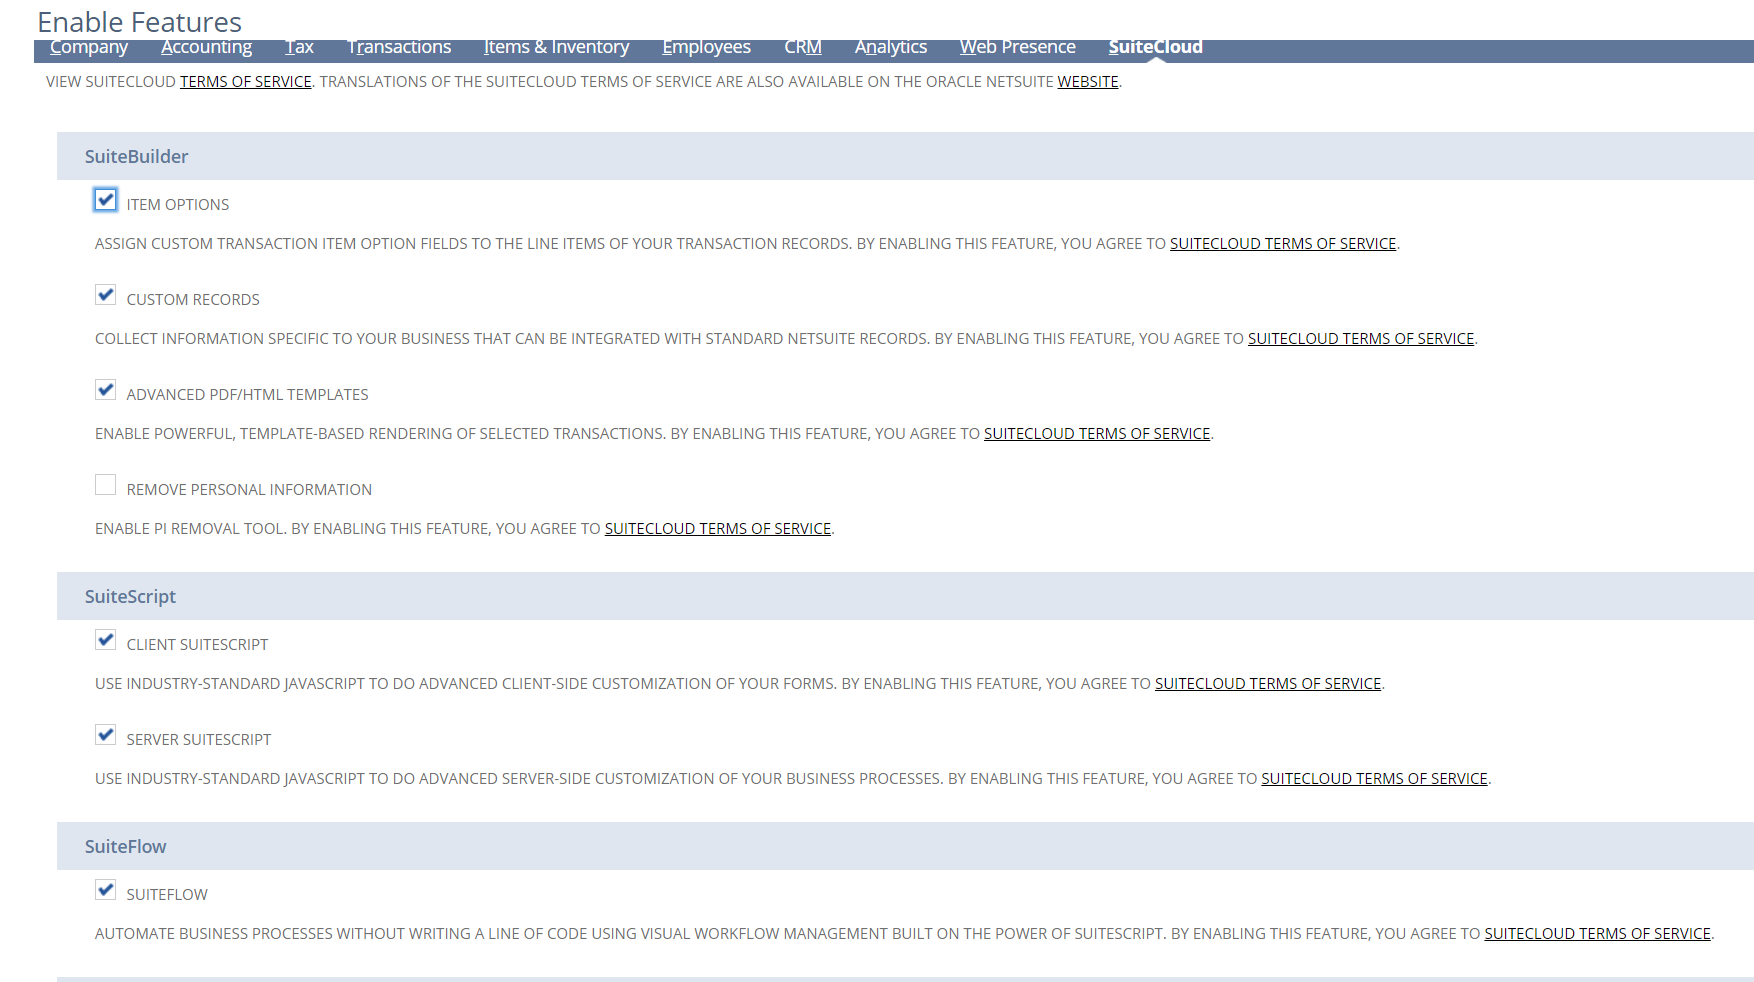 Enable Features
Company Accounting Tax Transactions Items & Inventory Employees CRM Analytics Web Presence SuiteCloud
VIEW SUITECLOUD TERMS OF SERVICE. TRANSLATIONS OF THE SUITECLOUD TERMS OF SERVICE ARE ALSO AVAILABLE ON THE ORACLE NETSUITE WEBSITE.
SuiteBuilder
ITEM OPTIONS
ASSIGN CUSTOM TRANSACTION ITEM OPTION FIELDS TO THE LINE ITEMS OF YOUR TRANSACTION RECORDS. BY ENABLING THIS FEATURE, YOU AGREE TO SUITECLOUD TERMS OF SERVICE.
CUSTOM RECORDS
COLLECT INFORMATION SPECIFIC TO YOUR BUSINESS THAT CAN BE INTEGRATED WITH STANDARD NETSUITE RECORDS. BY ENABLING THIS FEATURE, YOU AGREE TO SUITECLOUD TERMS OF SERVICE.
ADVANCED PDF/HTML TEMPLATES
ENABLE POWERFUL, TEMPLATE-BASED RENDERING OF SELECTED TRANSACTIONS. BY ENABLING THIS FEATURE, YOU AGREE TO SUITECLOUD TERMS OF SERVICE.
REMOVE PERSONAL INFORMATION
ENABLE PI REMOVAL TOOL. BY ENABLING THIS FEATURE, YOU AGREE TO SUITECLOUD TERMS OF SERVICE.
SuiteScript
CLIENT SUITESCRIPT
USE INDUSTRY-STANDARD JAVASCRIPT TO DO ADVANCED CLIENT-SIDE CUSTOMIZATION OF YOUR FORMS. BY ENABLING THIS FEATURE, YOU AGREE TO SUITECLOUD TERMS OF SERVICE.
SERVER SUITESCRIPT
USE INDUSTRY-STANDARD JAVASCRIPT TO DO ADVANCED SERVER-SIDE CUSTOMIZATION OF YOUR BUSINESS PROCESSES. BY ENABLING THIS FEATURE, YOU AGREE TO SUITECLOUD TERMS OF SERVICE.
SuiteFlow
SUITEFLOW
AUTOMATE BUSINESS PROCESSES WITHOUT WRITING A LINE OF CODE USING VISUAL WORKFLOW MANAGEMENT BUILT ON THE POWER OF SUITESCRIPT. BY ENABLING THIS FEATURE, YOU AGREE TO SUITECLOUD TERMS OF SERVICE.